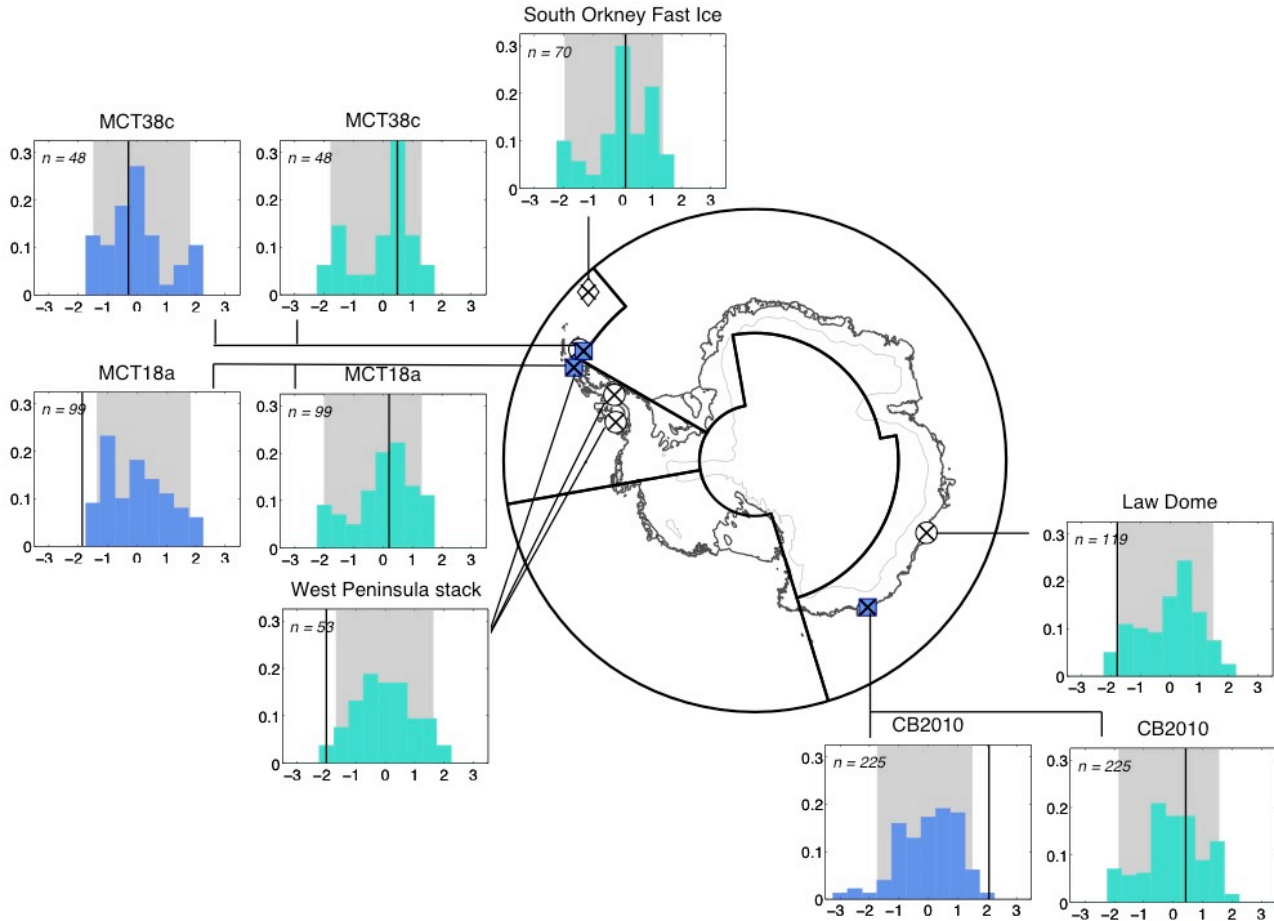 South Orkney Fast Ice
n = 70
0.3
0.2
0.1
0
−3 −2 −1 0 1 2 3
MCT38c
n = 48
0.3
0.2
0.1
0
−3 −2 −1 0 1 2 3
MCT38c
n = 48
0.3
0.2
0.1
0
−3 −2 −1 0 1 2 3
MCT18a
n = 99
0.3
0.2
0.1
0
−3 −2 −1 0 1 2 3
MCT18a
n = 99
0.3
0.2
0.1
0
−3 −2 −1 0 1 2 3
West Peninsula stack
n = 53
0.3
0.2
0.1
0
−3 −2 −1 0 1 2 3
Law Dome
n = 119
0.3
0.2
0.1
0
−3 −2 −1 0 1 2 3
CB2010
n = 225
0.3
0.2
0.1
0
−3 −2 −1 0 1 2 3
CB2010
n = 225
0.3
0.2
0.1
0
−3 −2 −1 0 1 2 3